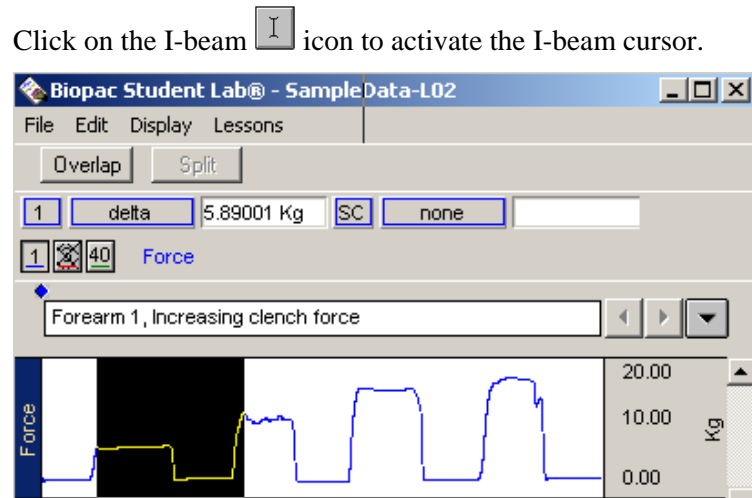 Click on the I-beam I icon to activate the I-beam cursor.
Biopac Student Lab® - SampleData-L02
File Edit Display Lessons
Overlap Split
1 delta 5.89001 Kg SC none
1 40 Force
Forearm 1, Increasing clench force
20.00
10.00
0.00
Force
Kg